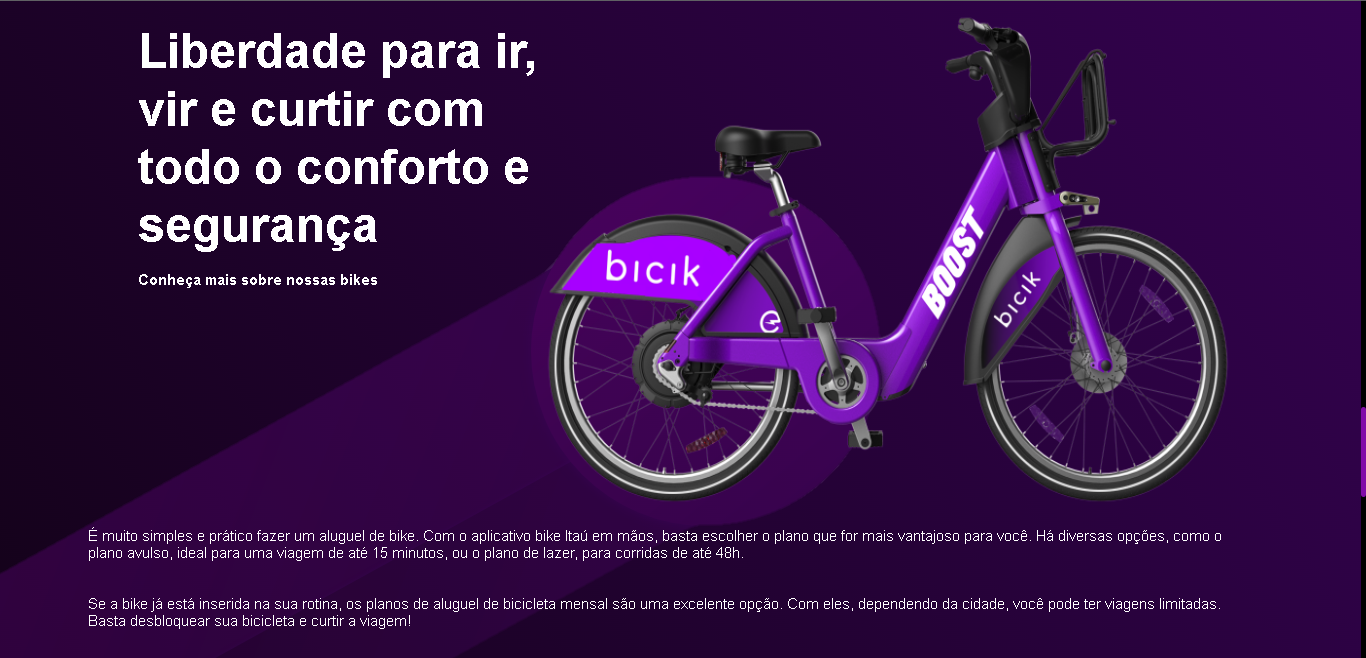 Liberdade para ir,
vir e curtir com
todo o conforto e
segurança
Conheça mais sobre nossas bikes
bicik
BOOST
bicik
É muito simples e prático fazer um aluguel de bike. Com o aplicativo bike Itaú em mãos, basta escolher o plano que for mais vantajoso para você. Há diversas opções, como o
plano avulso, ideal para uma viagem de até 15 minutos, ou o plano de lazer, para corridas de até 48h.
Se a bike já está inserida na sua rotina, os planos de aluguel de bicicleta mensal são uma excelente opção. Com eles, dependendo da cidade, você pode ter viagens limitadas.
Basta desbloquear sua bicicleta e curtir a viagem!